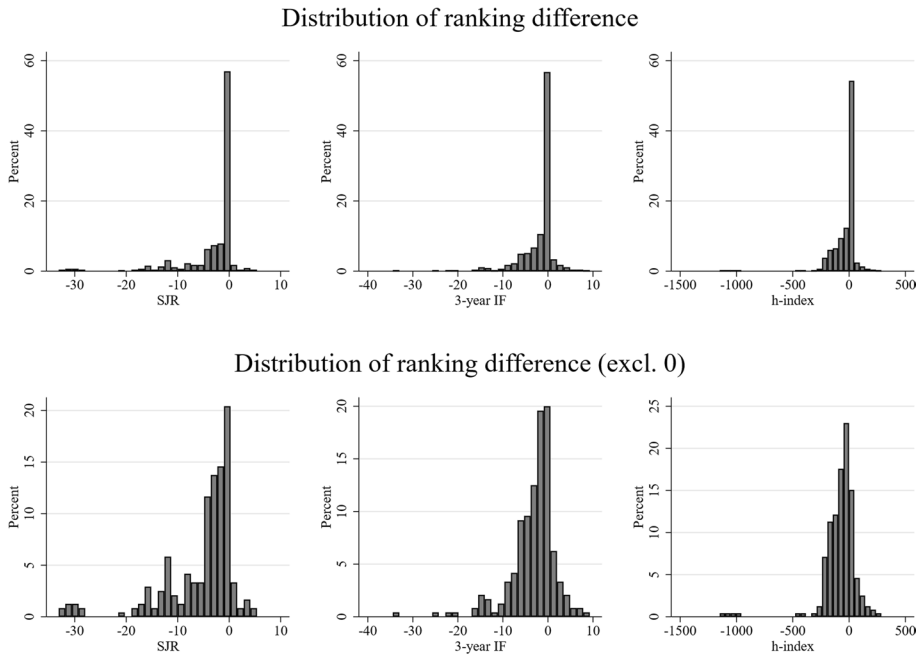 Distribution of ranking difference
Percent
0 20 40 60
-30 -20 -10 0 10
SJR
Percent
0 20 40 60
-40 -30 -20 -10 0 10
3-year IF
Percent
0 20 40 60
-1500 -1000 -500 0 500
h-index
Distribution of ranking difference (excl. 0)
Percent
0 5 10 15 20
-30 -20 -10 0 10
SJR
Percent
0 5 10 15 20
-40 -30 -20 -10 0 10
3-year IF
Percent
0 5 10 15 20 25
-1500 -1000 -500 0 500
h-index